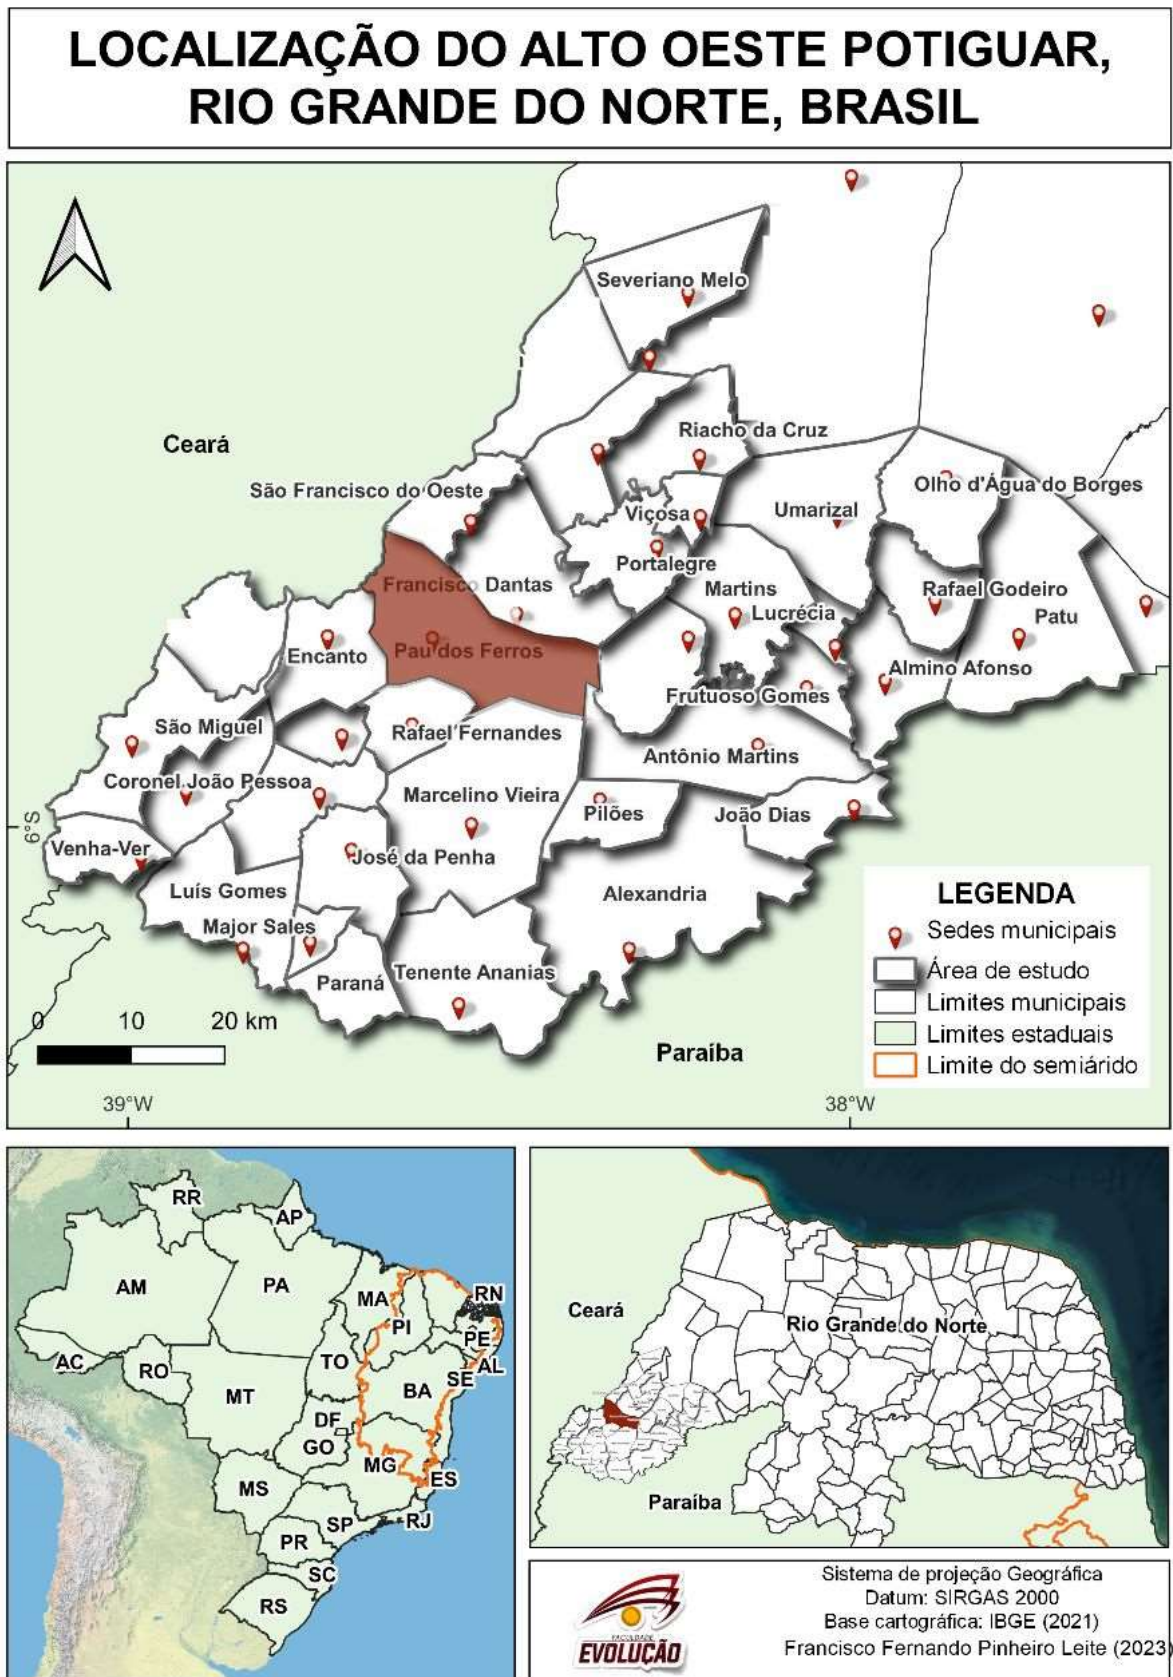 LOCALIZAÇÃO DO ALTO OESTE POTIGUAR,
RIO GRANDE DO NORTE, BRASIL
Severiano Melo
Ceará
Riacho da Cruz
São Francisco do Oeste
Olho d'Água do Borges
Viçosa
Umarizal
Portalegre
Francisco Dantas
Martins
Rafael Godeiro
Lucrécia
Patu
Pau dos Ferros
Encanto
Almino Afonso
Frutuoso Gomes
São Miguel
Rafael Fernandes
Antônio Martins
Coronel João Pessoa
Marcelino Vieira
Pilões
João Dias
6°S
Venha-Ver
José da Penha
Luís Gomes
Alexandria
Major Sales
Tenente Ananias
Paraná
LEGENDA
Sedes municipais
Área de estudo
Limites municipais
Limites estaduais
Limite do semiárido
0 10 20 km
Paraíba
39°W
38°W
RR
AP
AM
PA
MA
RN
PI
PE
AC
RO
TO
AL
SE
MT
BA
DF
GO
MG
ES
MS
SP
RJ
PR
SC
RS
Ceará
Rio Grande do Norte
Paraíba
FACULDADE
EVOLUÇÃO
Sistema de projeção Geográfica
Datum: SIRGAS 2000
Base cartográfica: IBGE (2021)
Francisco Fernando Pinheiro Leite (2023)